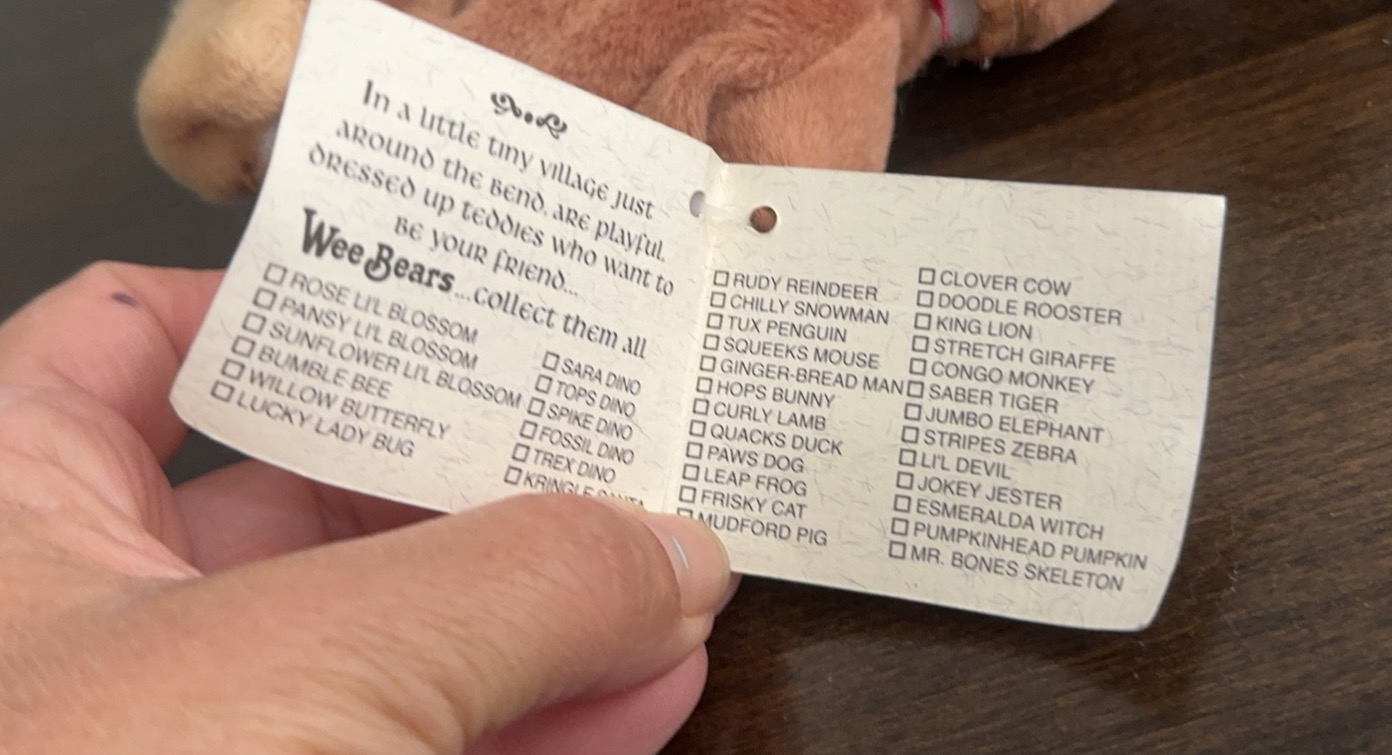 In a little tiny village just
around the bend, are playful,
dressed up teddies who want to
be your friend...
Wee Bears...collect them all
☐ ROSE LI'L BLOSSOM
☐ PANSY LI'L BLOSSOM
☐ SUNFLOWER LI'L BLOSSOM
☐ BUMBLE BEE
☐ WILLOW BUTTERFLY
☐ LUCKY LADY BUG
☐ SARA DINO
☐ TOPS DINO
☐ SPIKE DINO
☐ FOSSIL DINO
☐ TREX DINO
☐ KRINGLE SANTA
☐ RUDY REINDEER
☐ CHILLY SNOWMAN
☐ TUX PENGUIN
☐ SQUEEKS MOUSE
☐ GINGER-BREAD MAN
☐ HOPS BUNNY
☐ CURLY LAMB
☐ QUACKS DUCK
☐ PAWS DOG
☐ LEAP FROG
☐ FRISKY CAT
☐ MUDFORD PIG
☐ CLOVER COW
☐ DOODLE ROOSTER
☐ KING LION
☐ STRETCH GIRAFFE
☐ CONGO MONKEY
☐ SABER TIGER
☐ JUMBO ELEPHANT
☐ STRIPES ZEBRA
☐ LI'L DEVIL
☐ JOKEY JESTER
☐ ESMERALDA WITCH
☐ PUMPKINHEAD PUMPKIN
☐ MR. BONES SKELETON